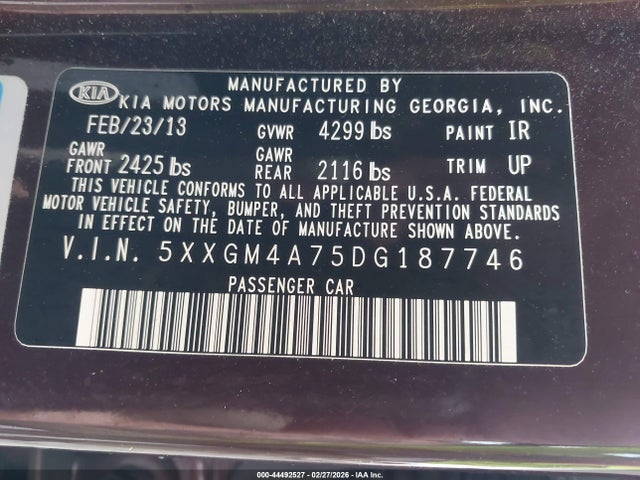 MANUFACTURED BY
KIA KIA MOTORS MANUFACTURING GEORGIA, INC.
FEB/23/13 GVWR 4299 lbs PAINT IR
GAWR FRONT 2425 lbs GAWR REAR 2116 lbs TRIM UP
THIS VEHICLE CONFORMS TO ALL APPLICABLE U.S.A. FEDERAL
MOTOR VEHICLE SAFETY, BUMPER, AND THEFT PREVENTION STANDARDS
IN EFFECT ON THE DATE OF MANUFACTURE SHOWN ABOVE.
V.I.N. 5XXGM4A75DG187746
PASSENGER CAR
000-44492527 - 02/27/2026 - IAA Inc.